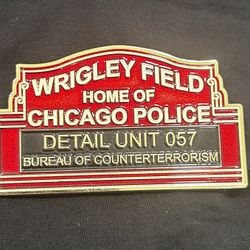 WRIGLEY FIELD
HOME OF
CHICAGO POLICE
DETAIL UNIT 057
BUREAU OF COUNTERTERRORISM